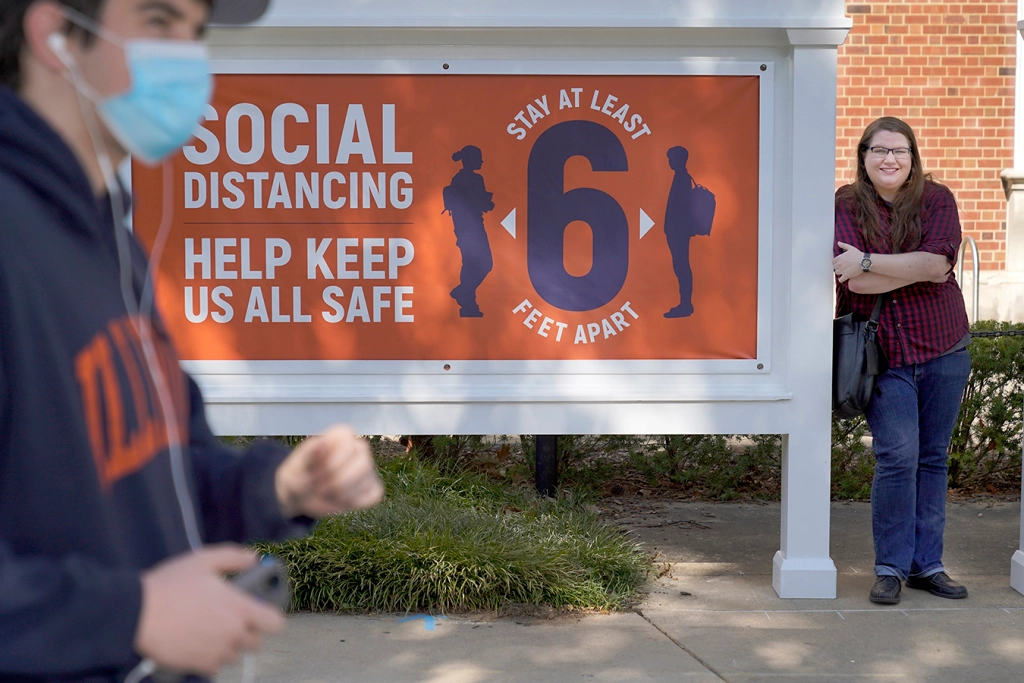 SOCIAL
DISTANCING
HELP KEEP
US ALL SAFE
STAY AT LEAST
6
FEET APART